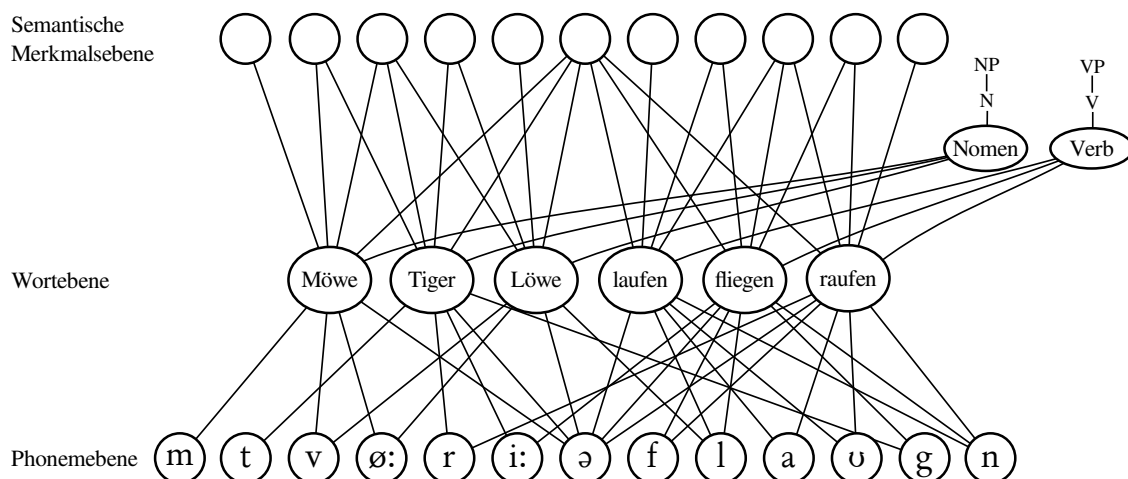 Semantische
Merkmalsebene
NP VP
N V
Nomen Verb
Wortebene Möwe Tiger Löwe laufen fliegen raufen
Phonemebene m t v ø: r i: ə f l a ʊ g n